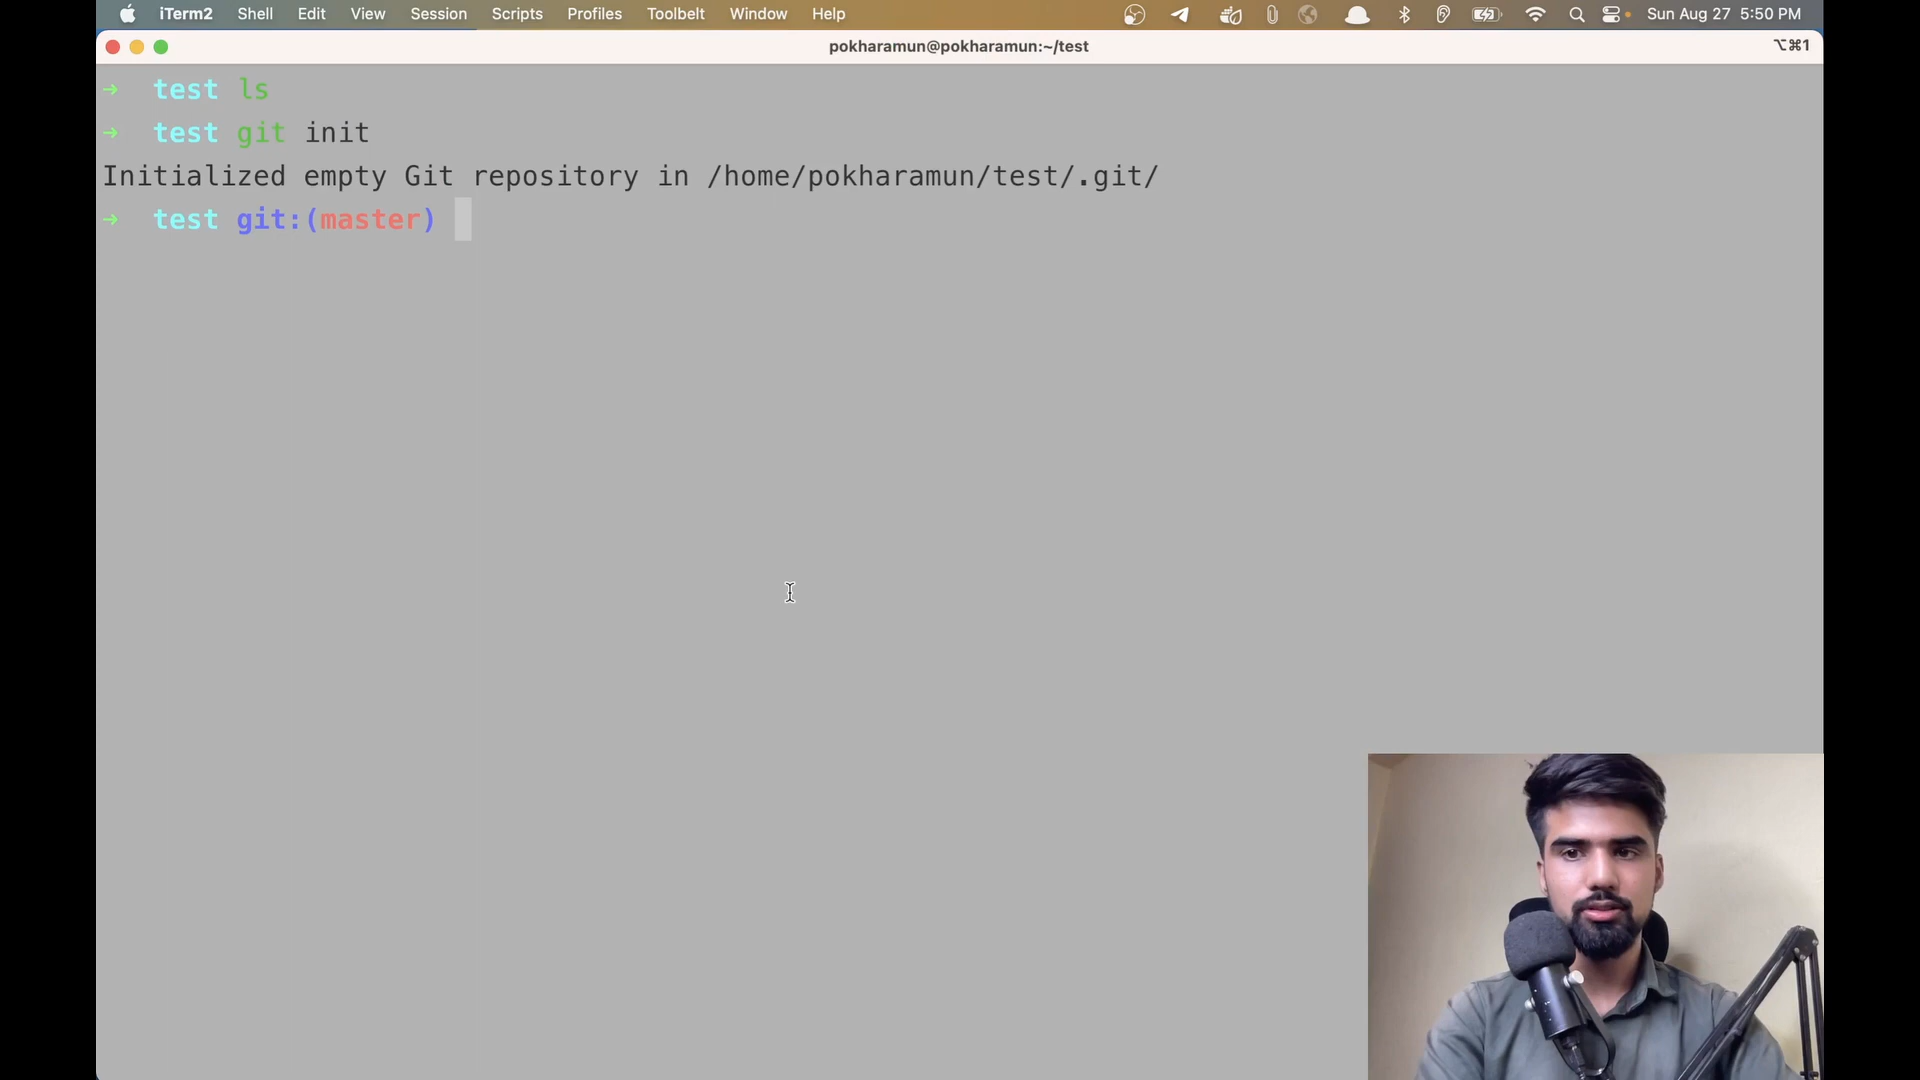 iTerm2 Shell Edit View Session Scripts Profiles Toolbelt Window Help Sun Aug 27 5:50 PM
pokharamun@pokharamun:~/test ⌥⌘1
→ test ls
→ test git init
Initialized empty Git repository in /home/pokharamun/test/.git/
→ test git:(master)